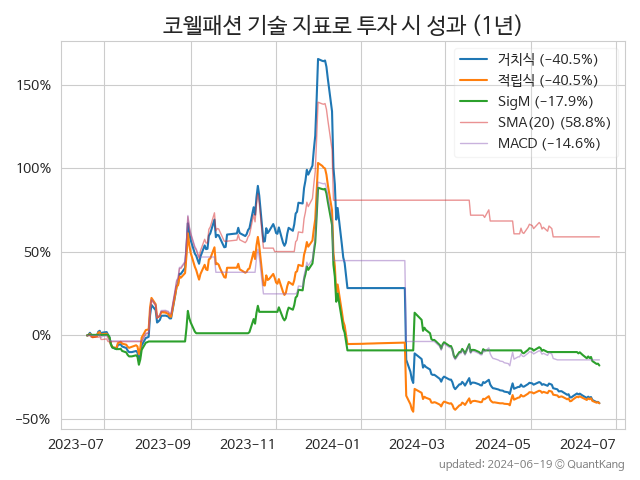 코웰패션 기술 지표로 투자 시 성과 (1년)
거치식 (−40.5%)
적립식 (−40.5%)
SigM (−17.9%)
SMA(20) (58.8%)
MACD (−14.6%)
150%
100%
50%
0%
−50%
2023-07 2023-09 2023-11 2024-01 2024-03 2024-05 2024-07
updated: 2024-06-19 © QuantKang